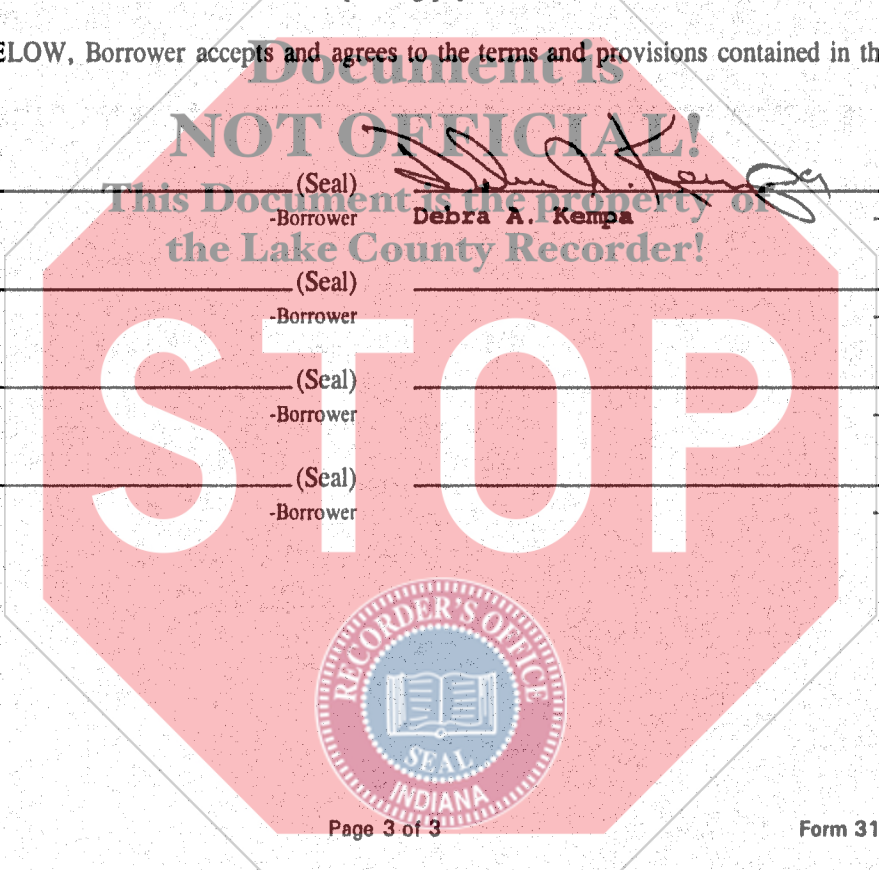 ELOW, Borrower accepts and agrees to the terms and provisions contained in th
Document is
NOT OFFICIAL!
This Document is the property of
the Lake County Recorder!
(Seal)
-Borrower
Debra A. Kempa
(Seal)
-Borrower
(Seal)
-Borrower
(Seal)
-Borrower
STOP
RECORDER'S OFFICE
SEAL
INDIANA
Page 3 of 3
Form 31